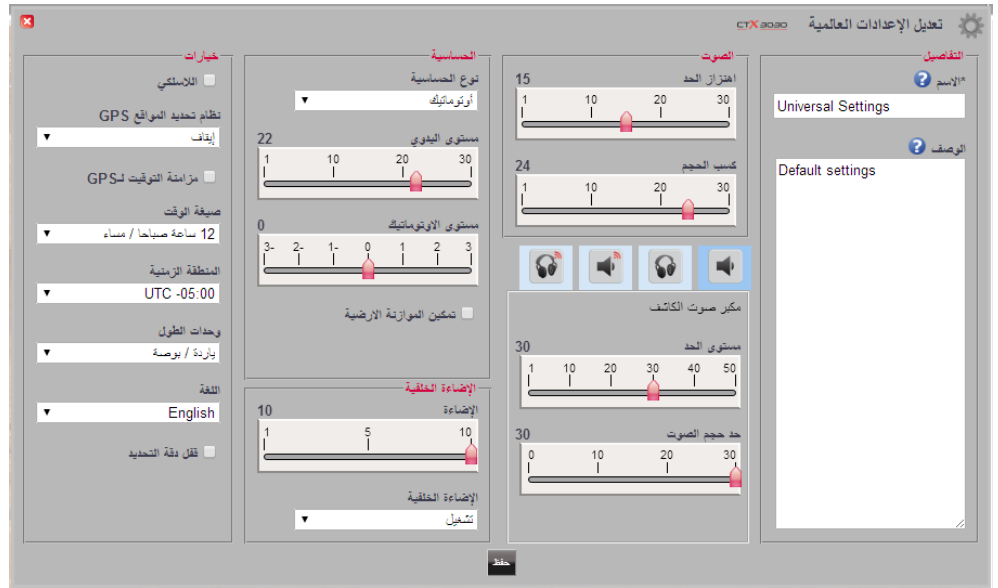 تعديل الإعدادات العالمية CTX 3030
التفاصيل
*الاسم ?
Universal Settings
الوصف ?
Default settings
الصوت
اهتزاز الحد 15
1 10 20 30
كسب الحجم 24
1 10 20 30
مكبر صوت الكاشف
مستوى الحد 30
1 10 20 30 40 50
حد حجم الصوت 30
0 10 20 30
الحساسية
نوع الحساسية
أوتوماتيك
مستوى اليدوي 22
1 10 20 30
مستوى الاوتوماتيك 0
3- 2- 1- 0 1 2 3
تمكين الموازنة الارضية
الإضاءة الخلفية
الإضاءة 10
1 5 10
الإضاءة الخلفية
تشغيل
خيارات
اللاسلكي
نظام تحديد المواقع GPS
إيقاف
مزامنة التوقيت لـGPS
صيغة الوقت
12 ساعة صباحا / مساء
المنطقة الزمنية
UTC -05:00
وحدات الطول
ياردة / بوصة
اللغة
English
قفل دقة التحديد
حفظ